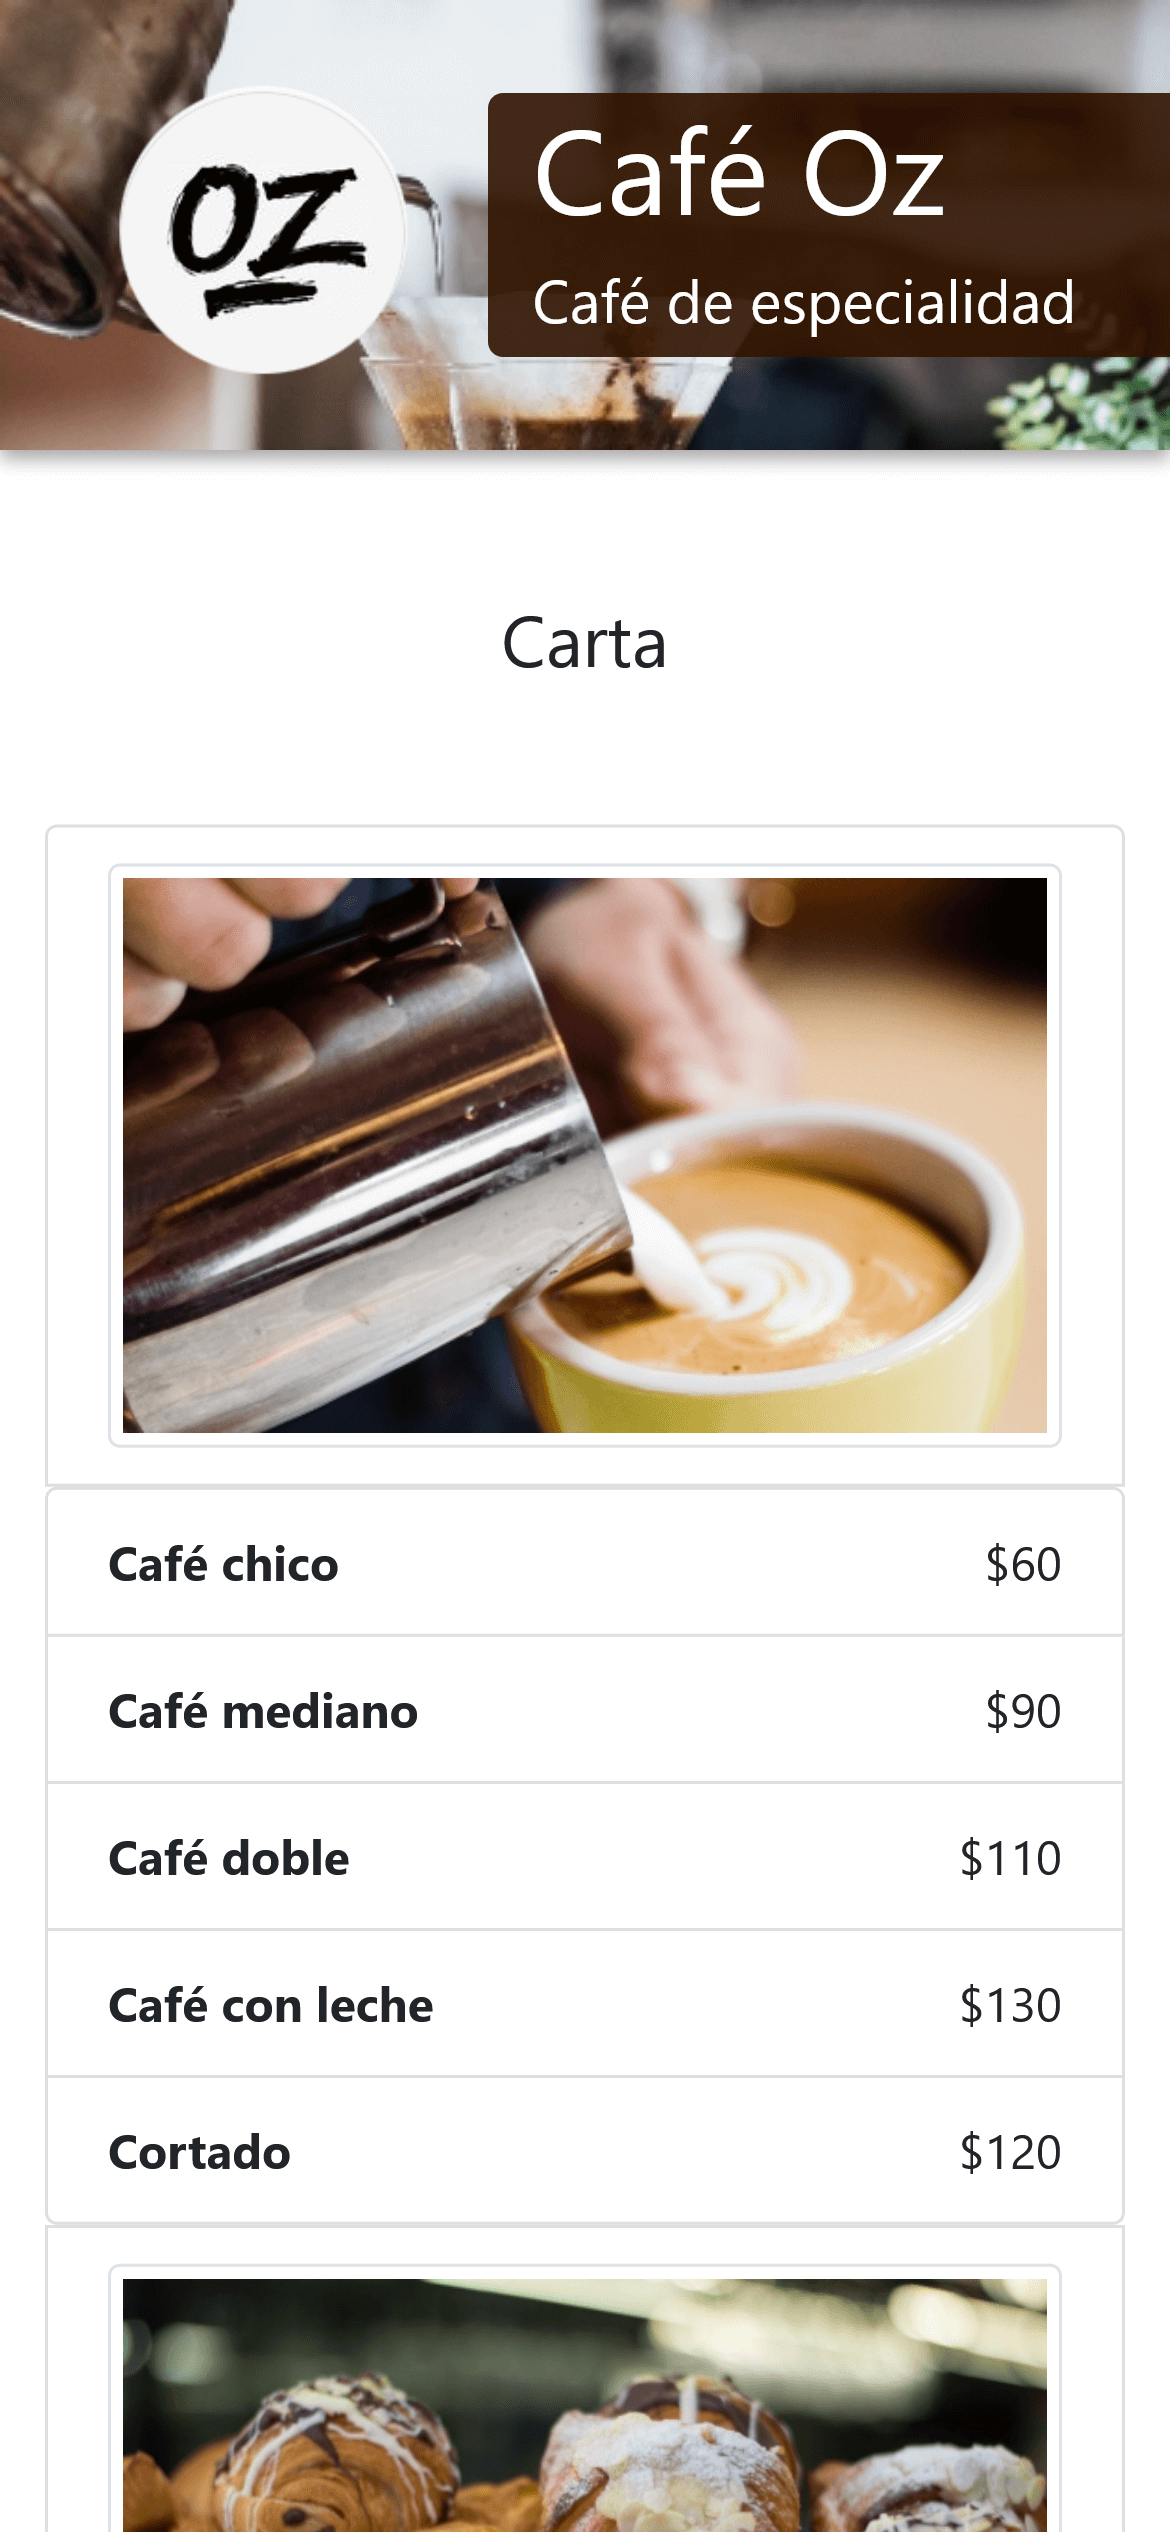 OZ
Café Oz
Café de especialidad
Carta
Café chico $60
Café mediano $90
Café doble $110
Café con leche $130
Cortado $120